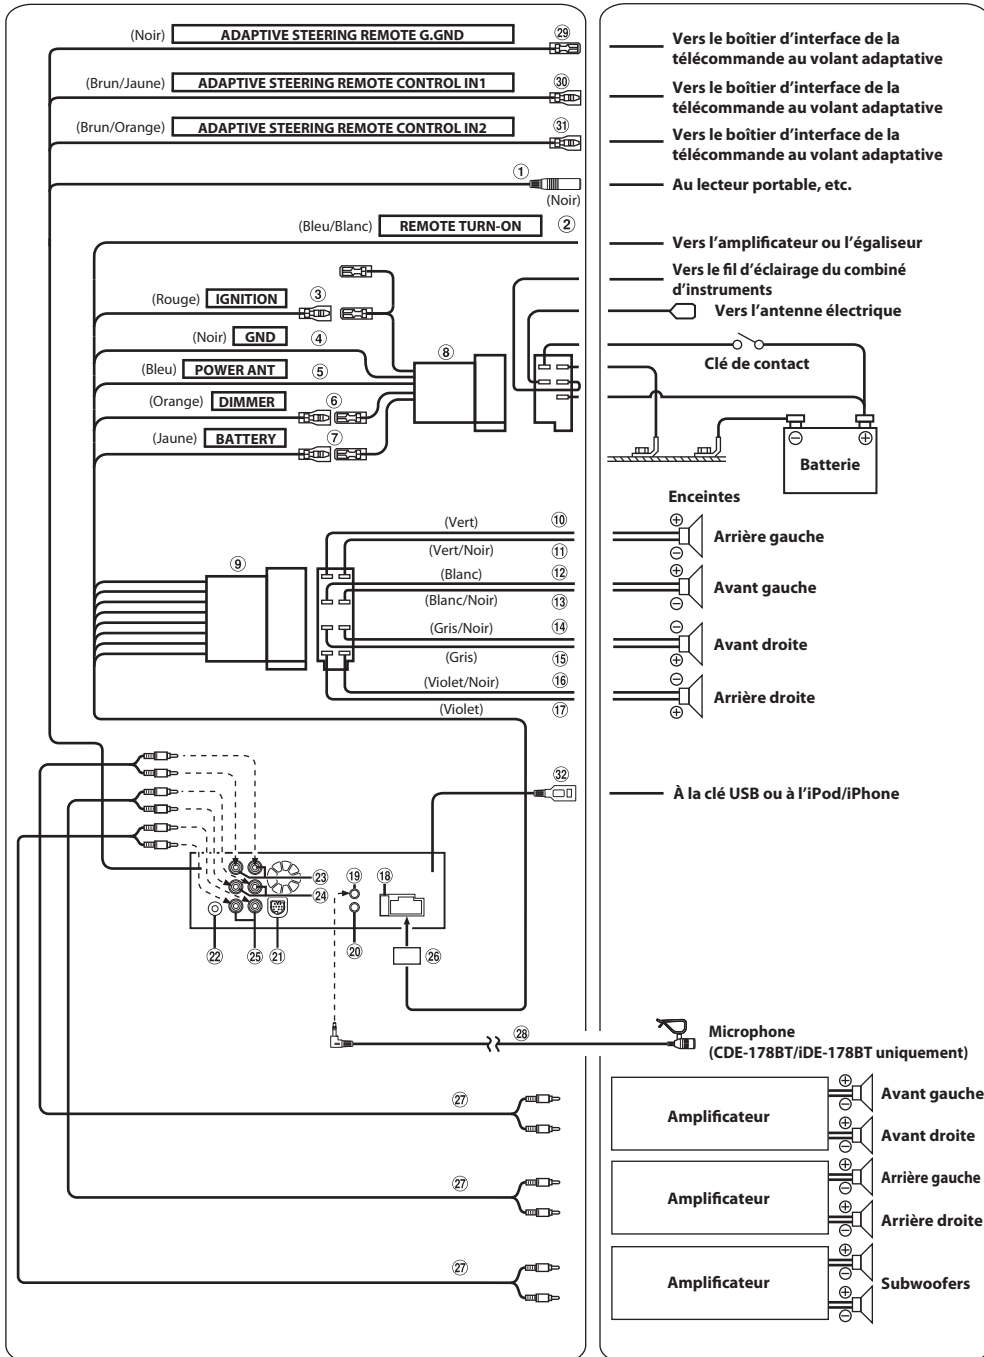 (Noir) ADAPTIVE STEERING REMOTE G.GND ㉙
Vers le boîtier d’interface de la
télécommande au volant adaptative
(Brun/Jaune) ADAPTIVE STEERING REMOTE CONTROL IN1 ㉚
Vers le boîtier d’interface de la
télécommande au volant adaptative
(Brun/Orange) ADAPTIVE STEERING REMOTE CONTROL IN2 ㉛
Vers le boîtier d’interface de la
télécommande au volant adaptative
①
(Noir)
Au lecteur portable, etc.
(Bleu/Blanc) REMOTE TURN-ON ②
Vers l’amplificateur ou l’égaliseur
Vers le fil d’éclairage du combiné
d’instruments
(Rouge) IGNITION ③
Vers l’antenne électrique
(Noir) GND ④
⑧
Clé de contact
(Bleu) POWER ANT ⑤
(Orange) DIMMER ⑥
(Jaune) BATTERY ⑦
⊖ ⊕
Batterie
Enceintes
⑨
(Vert) ⑩
(Vert/Noir) ⑪
⊕
⊖
Arrière gauche
(Blanc) ⑫
(Blanc/Noir) ⑬
⊕
⊖
Avant gauche
(Gris/Noir) ⑭
(Gris) ⑮
⊖
⊕
Avant droite
(Violet/Noir) ⑯
(Violet) ⑰
⊖
⊕
Arrière droite
㉜
À la clé USB ou à l’iPod/iPhone
㉓ ⑲ ⑱
㉔
㉒ ㉕ ㉑ ⑳ ㉖
㉘
Microphone
(CDE-178BT/iDE-178BT uniquement)
㉗
Amplificateur
⊕
⊖
Avant gauche
⊕
⊖
Avant droite
㉗
Amplificateur
⊕
⊖
Arrière gauche
⊕
⊖
Arrière droite
㉗
Amplificateur
⊕
⊖
⊕
⊖
Subwoofers